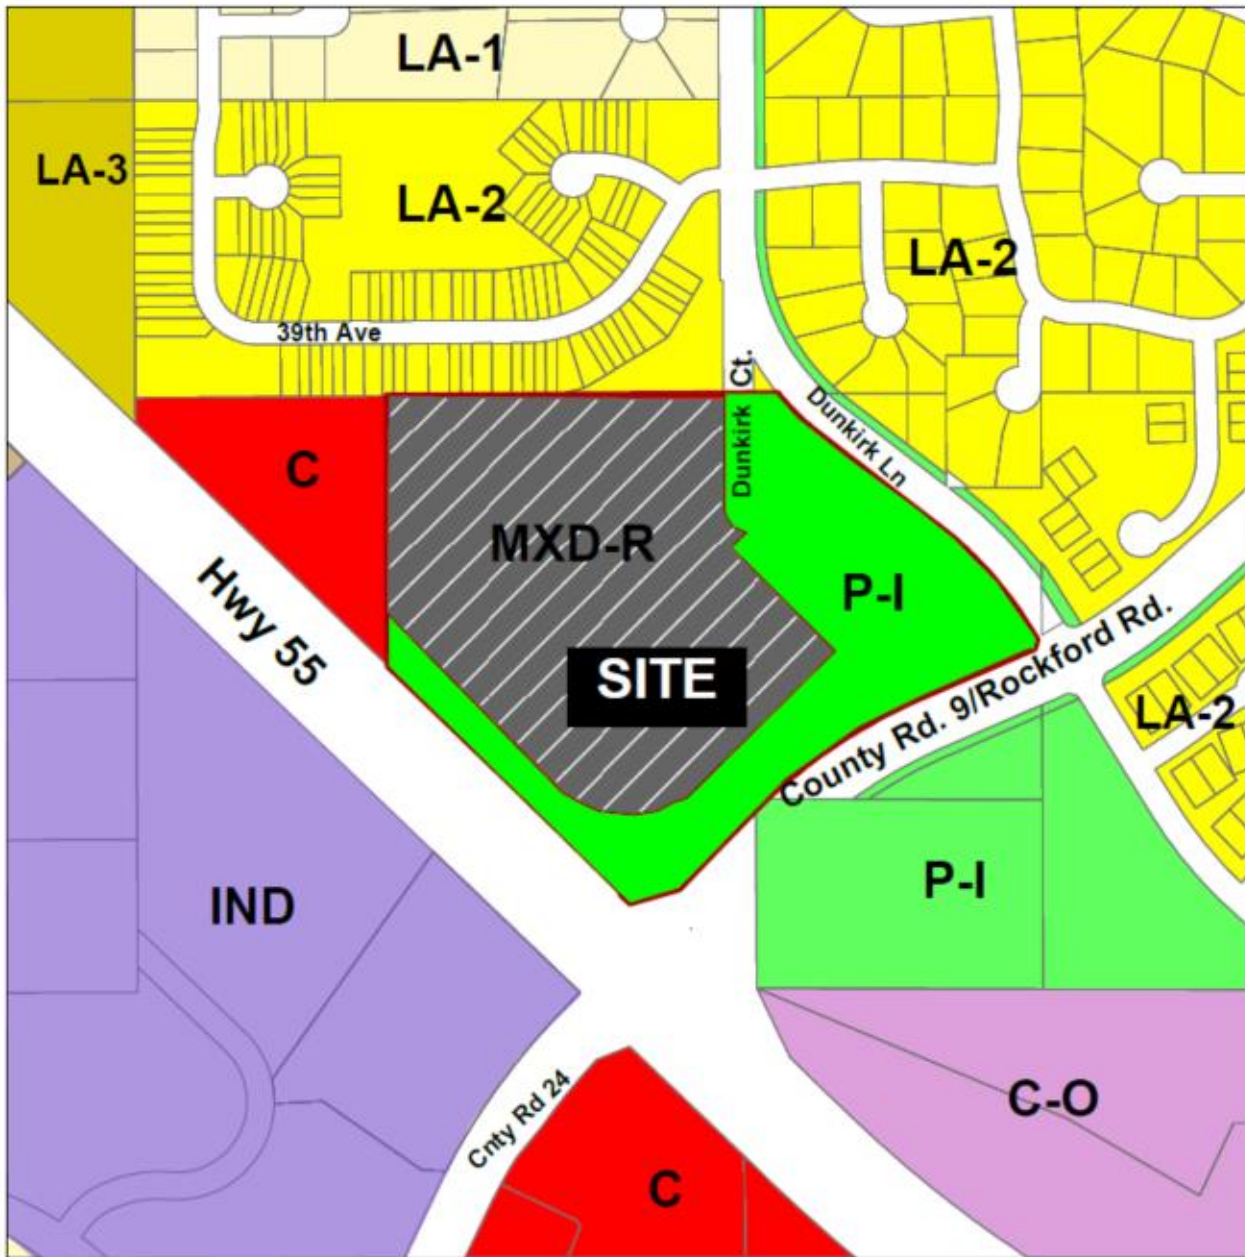 LA-1
LA-3
LA-2
LA-2
39th Ave
Dunkirk Ct.
Dunkirk Ln
C
MXD-R
Hwy 55
P-I
SITE
County Rd. 9/Rockford Rd.
LA-2
IND
P-I
Cnty Rd 24
C-O
C